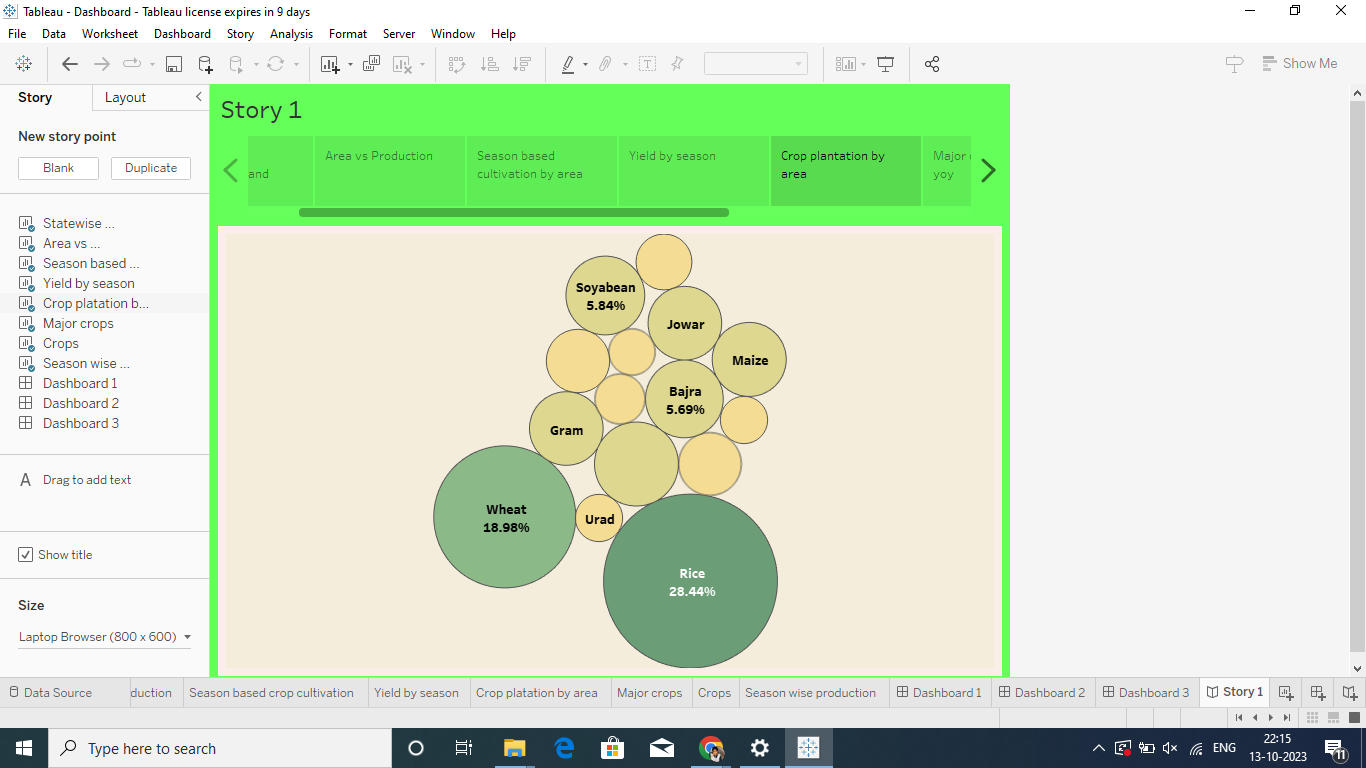 Tableau - Dashboard - Tableau license expires in 9 days
File Data Worksheet Dashboard Story Analysis Format Server Window Help
Show Me
Story Layout
New story point
Blank Duplicate
Statewise ...
Area vs ...
Season based ...
Yield by season
Crop platation b...
Major crops
Crops
Season wise ...
Dashboard 1
Dashboard 2
Dashboard 3
A Drag to add text
Show title
Size
Laptop Browser (800 x 600)
Story 1
and
Area vs Production
Season based
cultivation by area
Yield by season
Crop plantation by
area
Major
yoy
Soyabean
5.84%
Jowar
Maize
Bajra
5.69%
Gram
Wheat
18.98%
Urad
Rice
28.44%
Data Source duction Season based crop cultivation Yield by season Crop platation by area Major crops Crops Season wise production Dashboard 1 Dashboard 2 Dashboard 3 Story 1
Type here to search
ENG
22:15
13-10-2023
11